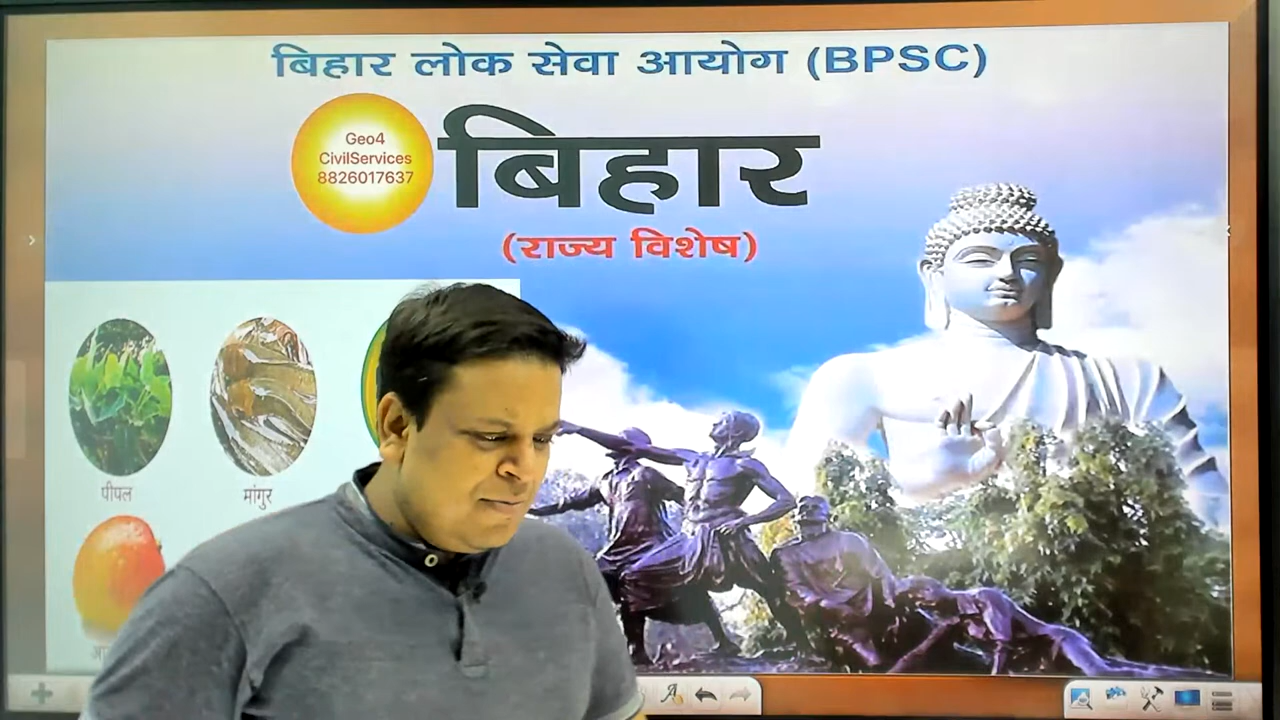 बिहार लोक सेवा आयोग (BPSC)
Geo4
CivilServices
8826017637
बिहार
(राज्य विशेष)
पीपल
मांगुर